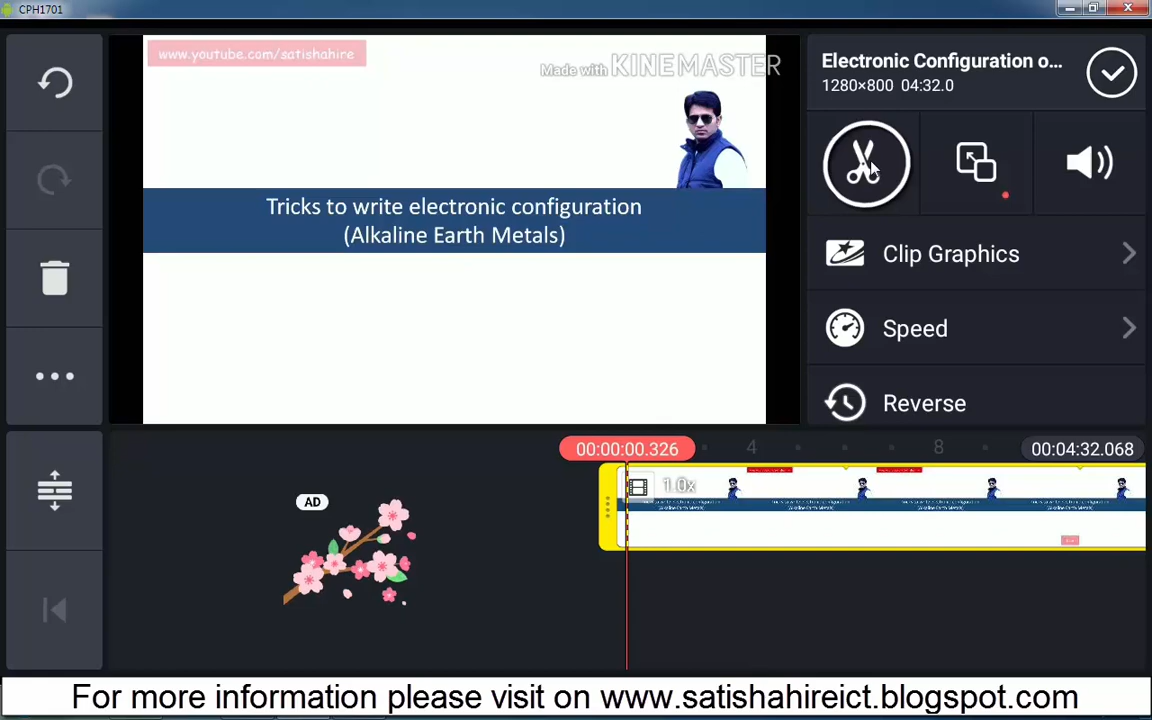 CPH1701
www.youtube.com/satishahire
Made with KINEMASTER
Tricks to write electronic configuration
(Alkaline Earth Metals)
Electronic Configuration o...
1280×800 04:32.0
Clip Graphics
Speed
Reverse
00:00:00.326
4
8
00:04:32.068
1.0x
AD
For more information please visit on www.satishahireict.blogspot.com